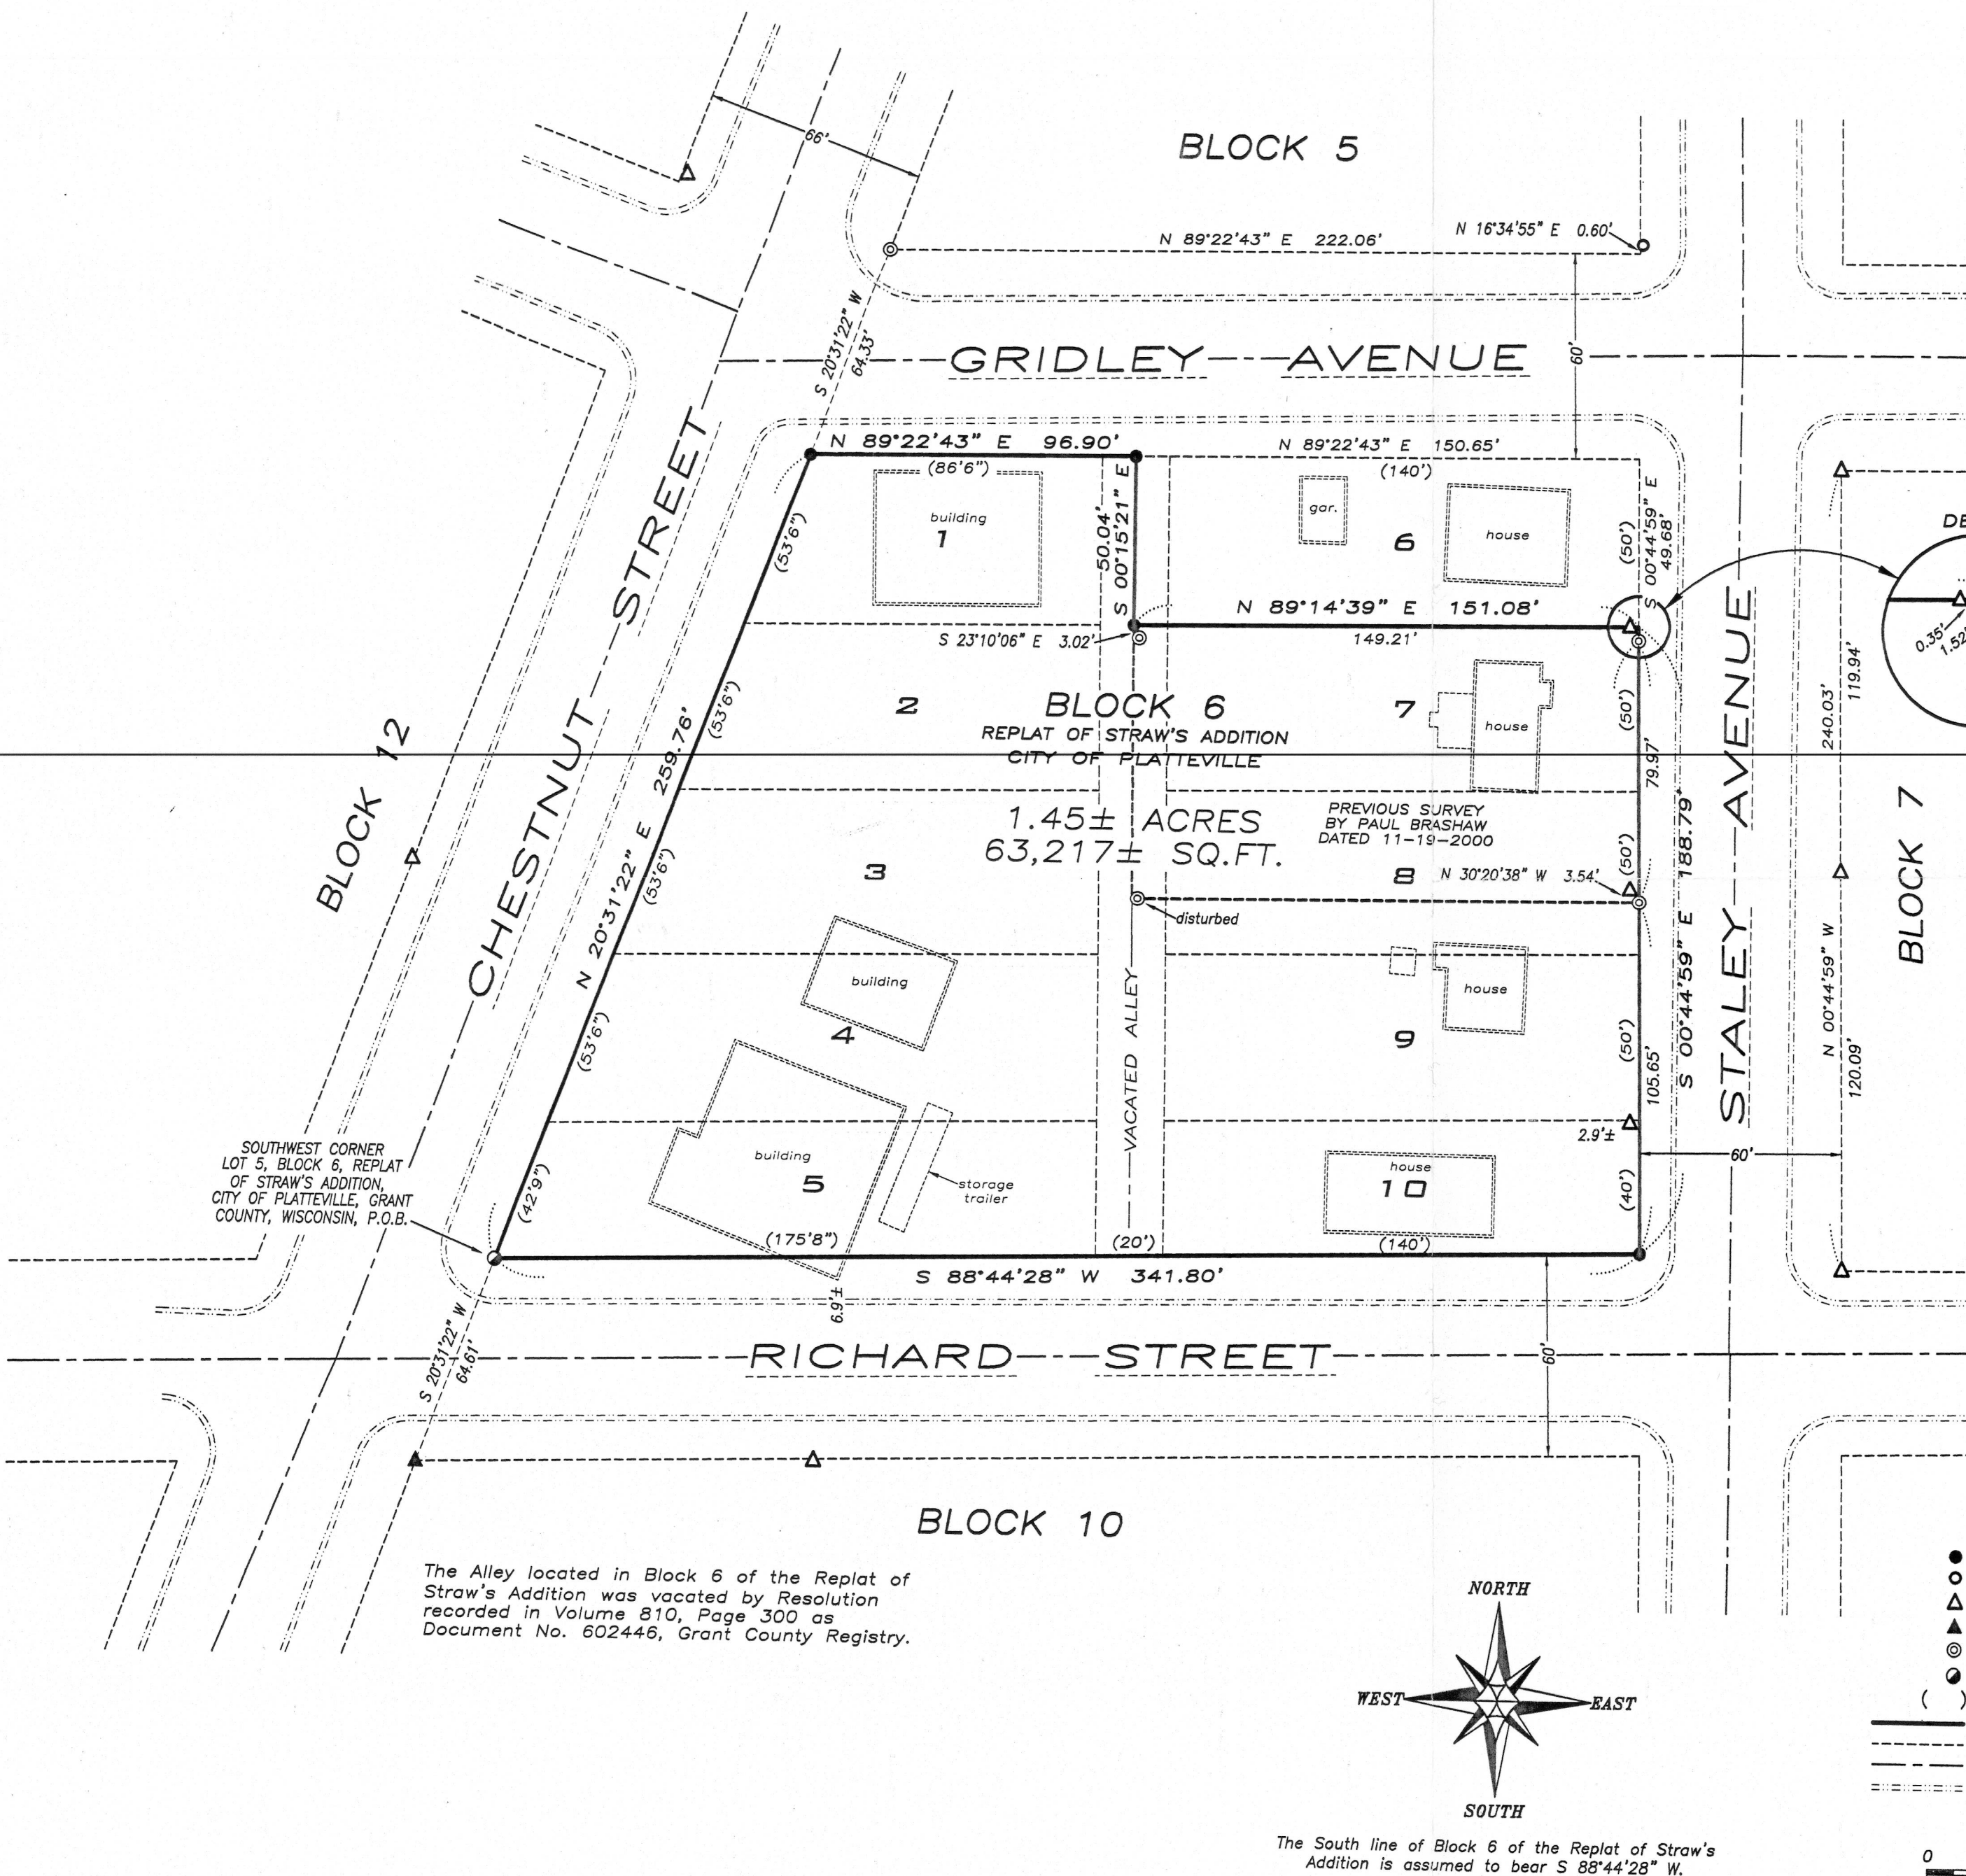 66'
BLOCK 5
N 89°22'43" E 222.06'
N 16°34'55" E 0.60'
S 20°31'22" W
64.33'
GRIDLEY AVENUE
60'
N 89°22'43" E 96.90'
(86'6")
N 89°22'43" E 150.65'
(140')
building
1
(53'6")
50.04'
S 00°15'21" E
gar.
6
house
(50')
S 00°44'59" E
49.68'
DE
0.35'
1.52'
N 89°14'39" E 151.08'
149.21'
S 23°10'06" E 3.02'
CHESTNUT STREET
STALEY AVENUE
2
(53'6")
BLOCK 6
REPLAT OF STRAW'S ADDITION
CITY OF PLATTEVILLE
7
house
(50')
79.97'
240.03'
119.94'
BLOCK 12
N 20°31'22" E 259.76'
1.45± ACRES
63,217± SQ.FT.
PREVIOUS SURVEY
BY PAUL BRASHAW
DATED 11-19-2000
3
(53'6")
8
N 30°20'38" W 3.54'
(50')
S 00°44'59" E 188.79'
BLOCK 7
disturbed
building
4
(53'6")
VACATED ALLEY
house
9
(50')
105.65'
N 00°44'59" W
120.09'
2.9'±
60'
SOUTHWEST CORNER
LOT 5, BLOCK 6, REPLAT
OF STRAW'S ADDITION,
CITY OF PLATTEVILLE, GRANT
COUNTY, WISCONSIN, P.O.B.
(42'9")
building
5
storage
trailer
house
10
(40')
(175'8")
(20')
(140')
S 88°44'28" W 341.80'
6.9'±
S 20°31'22" W
64.61'
RICHARD STREET
60'
BLOCK 10
The Alley located in Block 6 of the Replat of
Straw's Addition was vacated by Resolution
recorded in Volume 810, Page 300 as
Document No. 602446, Grant County Registry.
NORTH
WEST
EAST
SOUTH
( )
The South line of Block 6 of the Replat of Straw's
Addition is assumed to bear S 88°44'28" W.
0